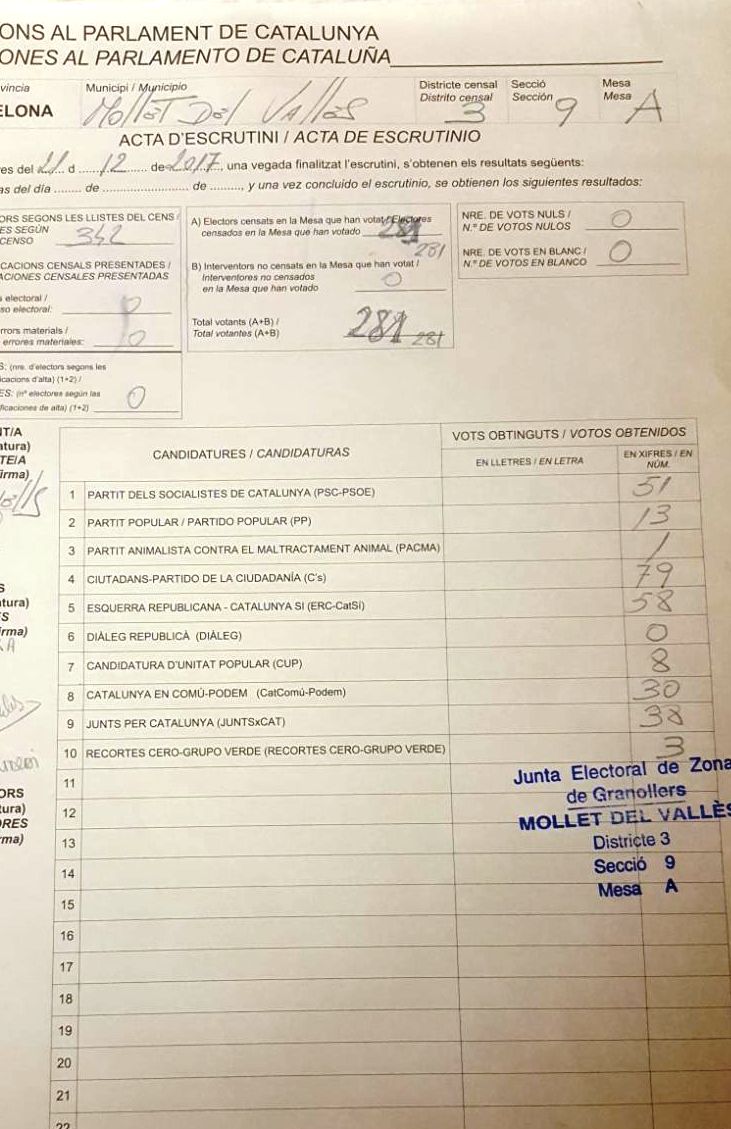 ONS AL PARLAMENT DE CATALUNYA
ONES AL PARLAMENTO DE CATALUÑA
víncia Municipi / Municipio Districte censal Secció Mesa
Distrito censal Sección Mesa
ELONA Mollet Del Vallès 3 9 A
ACTA D'ESCRUTINI / ACTA DE ESCRUTINIO
res del 21 d 12 de 2017, una vegada finalitzat l'escrutini, s'obtenen els resultats següents:
as del día ........ de ...................... de ........, y una vez concluido el escrutinio, se obtienen los siguientes resultados:
ORS SEGONS LES LLISTES DEL CENS /
ES SEGÚN
CENSO 342
CACIONS CENSALS PRESENTADES /
ACIONES CENSALES PRESENTADAS
s electoral /
so electoral: 0
errors materials /
errores materiales: 0
S: (nre. d'electors segons les
icacions d'alta) (1+2) /
ES: (nº electores según las
ificaciones de alta) (1+2) 0
A) Electors censats en la Mesa que han votat / Electores
censados en la Mesa que han votado 281
281
B) Interventors no censats en la Mesa que han votat /
Interventores no censados
en la Mesa que han votado 0
Total votants (A+B) /
Total votantes (A+B) 281 281
NRE. DE VOTS NULS /
N.º DE VOTOS NULOS 0
NRE. DE VOTS EN BLANC /
N.º DE VOTOS EN BLANCO 0
NT/A
atura)
TE/A
irma)
S
atura)
S
irma)
ORS
tura)
ORES
rma)
CANDIDATURES / CANDIDATURAS VOTS OBTINGUTS / VOTOS OBTENIDOS
EN LLETRES / EN LETRA EN XIFRES / EN NÚM.
1 PARTIT DELS SOCIALISTES DE CATALUNYA (PSC-PSOE) 51
2 PARTIT POPULAR / PARTIDO POPULAR (PP) 13
3 PARTIT ANIMALISTA CONTRA EL MALTRACTAMENT ANIMAL (PACMA) 1
4 CIUTADANS-PARTIDO DE LA CIUDADANÍA (C's) 79
5 ESQUERRA REPUBLICANA - CATALUNYA SI (ERC-CatSí) 58
6 DIÀLEG REPUBLICÀ (DIÀLEG) 0
7 CANDIDATURA D'UNITAT POPULAR (CUP) 8
8 CATALUNYA EN COMÚ-PODEM (CatComú-Podem) 30
9 JUNTS PER CATALUNYA (JUNTSxCAT) 38
10 RECORTES CERO-GRUPO VERDE (RECORTES CERO-GRUPO VERDE) 3
11
12
13
14
15
16
17
18
19
20
21
22
Junta Electoral de Zona
de Granollers
MOLLET DEL VALLÈS
Districte 3
Secció 9
Mesa A